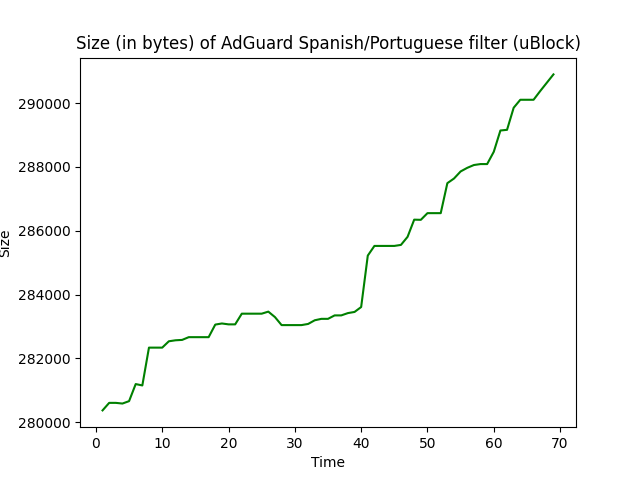 Size (in bytes) of AdGuard Spanish/Portuguese filter (uBlock)
290000
288000
286000
284000
282000
280000
Size
0 10 20 30 40 50 60 70
Time